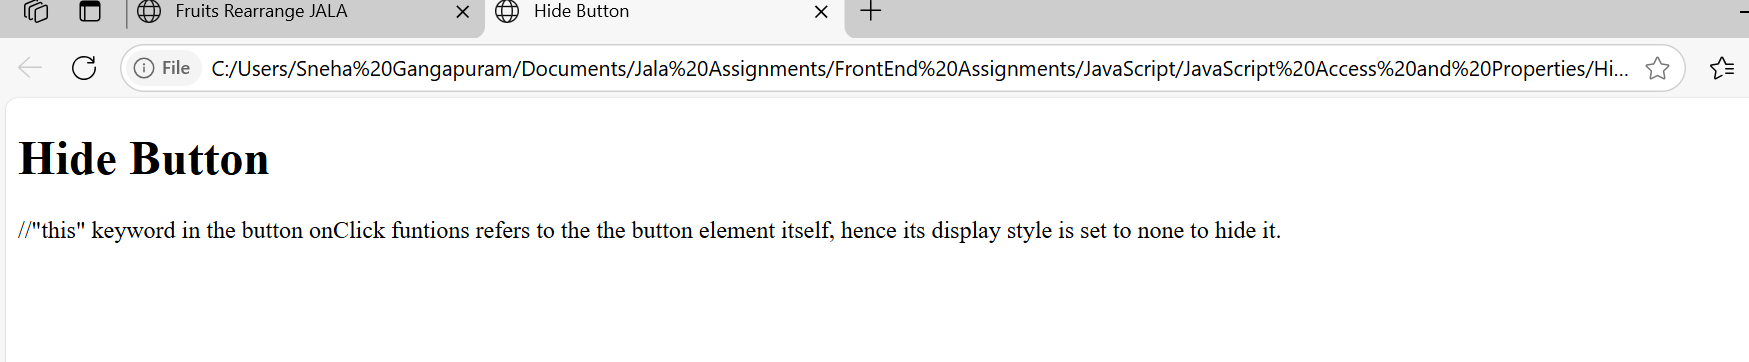 Fruits Rearrange JALA
Hide Button
File
C:/Users/Sneha%20Gangapuram/Documents/Jala%20Assignments/FrontEnd%20Assignments/JavaScript/JavaScript%20Access%20and%20Properties/Hi...
Hide Button
//"this" keyword in the button onClick funtions refers to the the button element itself, hence its display style is set to none to hide it.